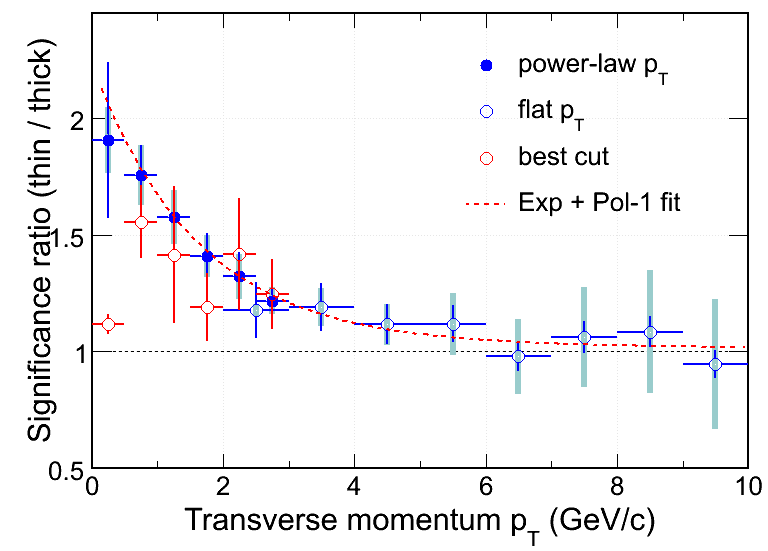 Significance ratio (thin / thick)
2
1.5
1
0.5
power-law p_T
flat p_T
best cut
Exp + Pol-1 fit
0 2 4 6 8 10
Transverse momentum p_T (GeV/c)